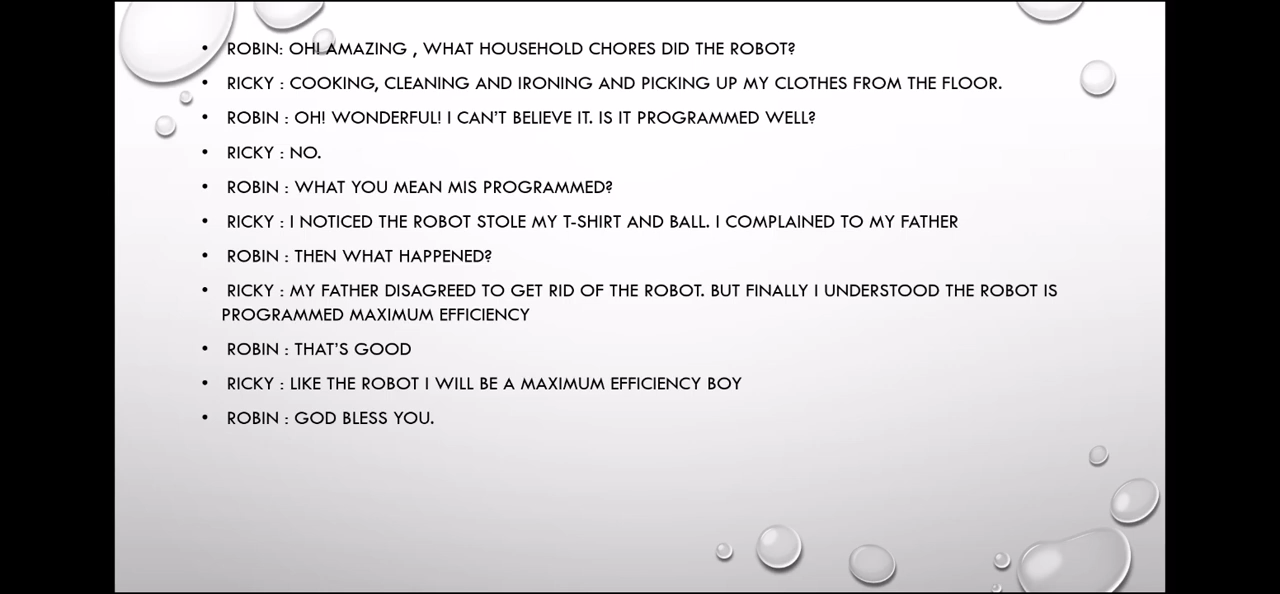 • ROBIN: OH! AMAZING , WHAT HOUSEHOLD CHORES DID THE ROBOT?
• RICKY : COOKING, CLEANING AND IRONING AND PICKING UP MY CLOTHES FROM THE FLOOR.
• ROBIN : OH! WONDERFUL! I CAN'T BELIEVE IT. IS IT PROGRAMMED WELL?
• RICKY : NO.
• ROBIN : WHAT YOU MEAN MIS PROGRAMMED?
• RICKY : I NOTICED THE ROBOT STOLE MY T-SHIRT AND BALL. I COMPLAINED TO MY FATHER
• ROBIN : THEN WHAT HAPPENED?
• RICKY : MY FATHER DISAGREED TO GET RID OF THE ROBOT. BUT FINALLY I UNDERSTOOD THE ROBOT IS
PROGRAMMED MAXIMUM EFFICIENCY
• ROBIN : THAT'S GOOD
• RICKY : LIKE THE ROBOT I WILL BE A MAXIMUM EFFICIENCY BOY
• ROBIN : GOD BLESS YOU.